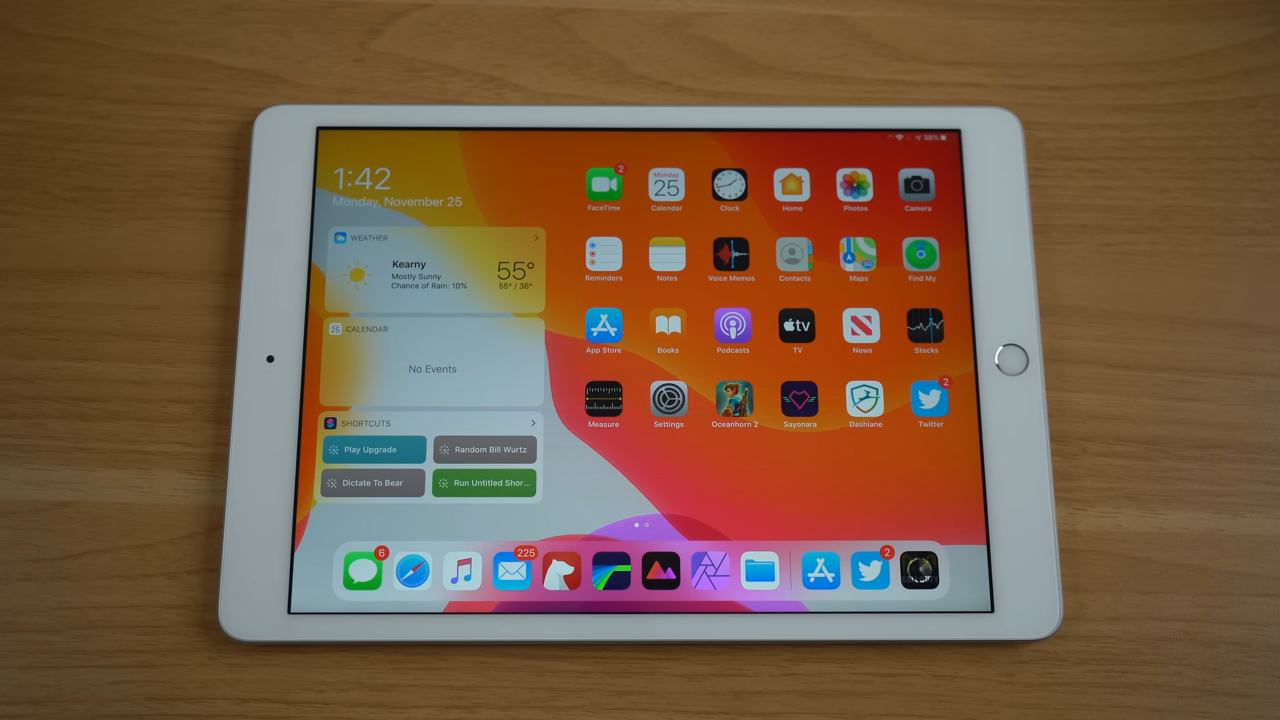 38%
1:42
Monday, November 25
WEATHER
Kearny
Mostly Sunny
Chance of Rain: 10%
55°
55° / 36°
25 CALENDAR
No Events
SHORTCUTS
Play Upgrade
Random Bill Wurtz
Dictate To Bear
Run Untitled Shor...
2
Monday
25
FaceTime Calendar Clock Home Photos Camera
Reminders Notes Voice Memos Contacts Maps Find My
tv
App Store Books Podcasts TV News Stocks
2
Measure Settings Oceanhorn 2 Sayonara Dashlane Twitter
6 225 2